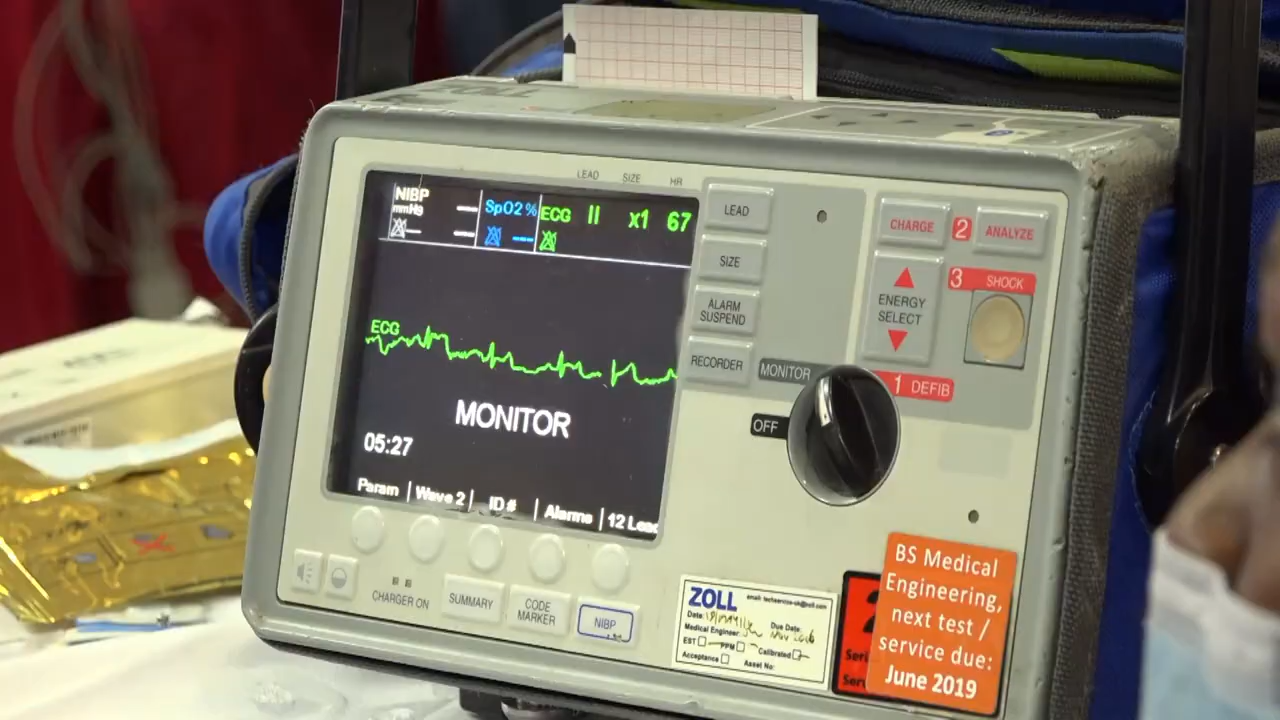 ZOLL
LEAD SIZE HR
NIBP
mmHg
SpO2 %
ECG II x1 67
ECG
MONITOR
05:27
Param Wave 2 ID# Alarms 12 Lead
LEAD
SIZE
ALARM
SUSPEND
RECORDER
CHARGE 2 ANALYZE
ENERGY
SELECT
3 SHOCK
MONITOR
1 DEFIB
OFF
CHARGER ON
SUMMARY
CODE
MARKER
NIBP
ZOLL
Date:
Due Date:
Medical Engineer:
EST PPM Calibrated
Acceptance Asset No:
BS Medical
Engineering,
next test /
service due:
June 2019